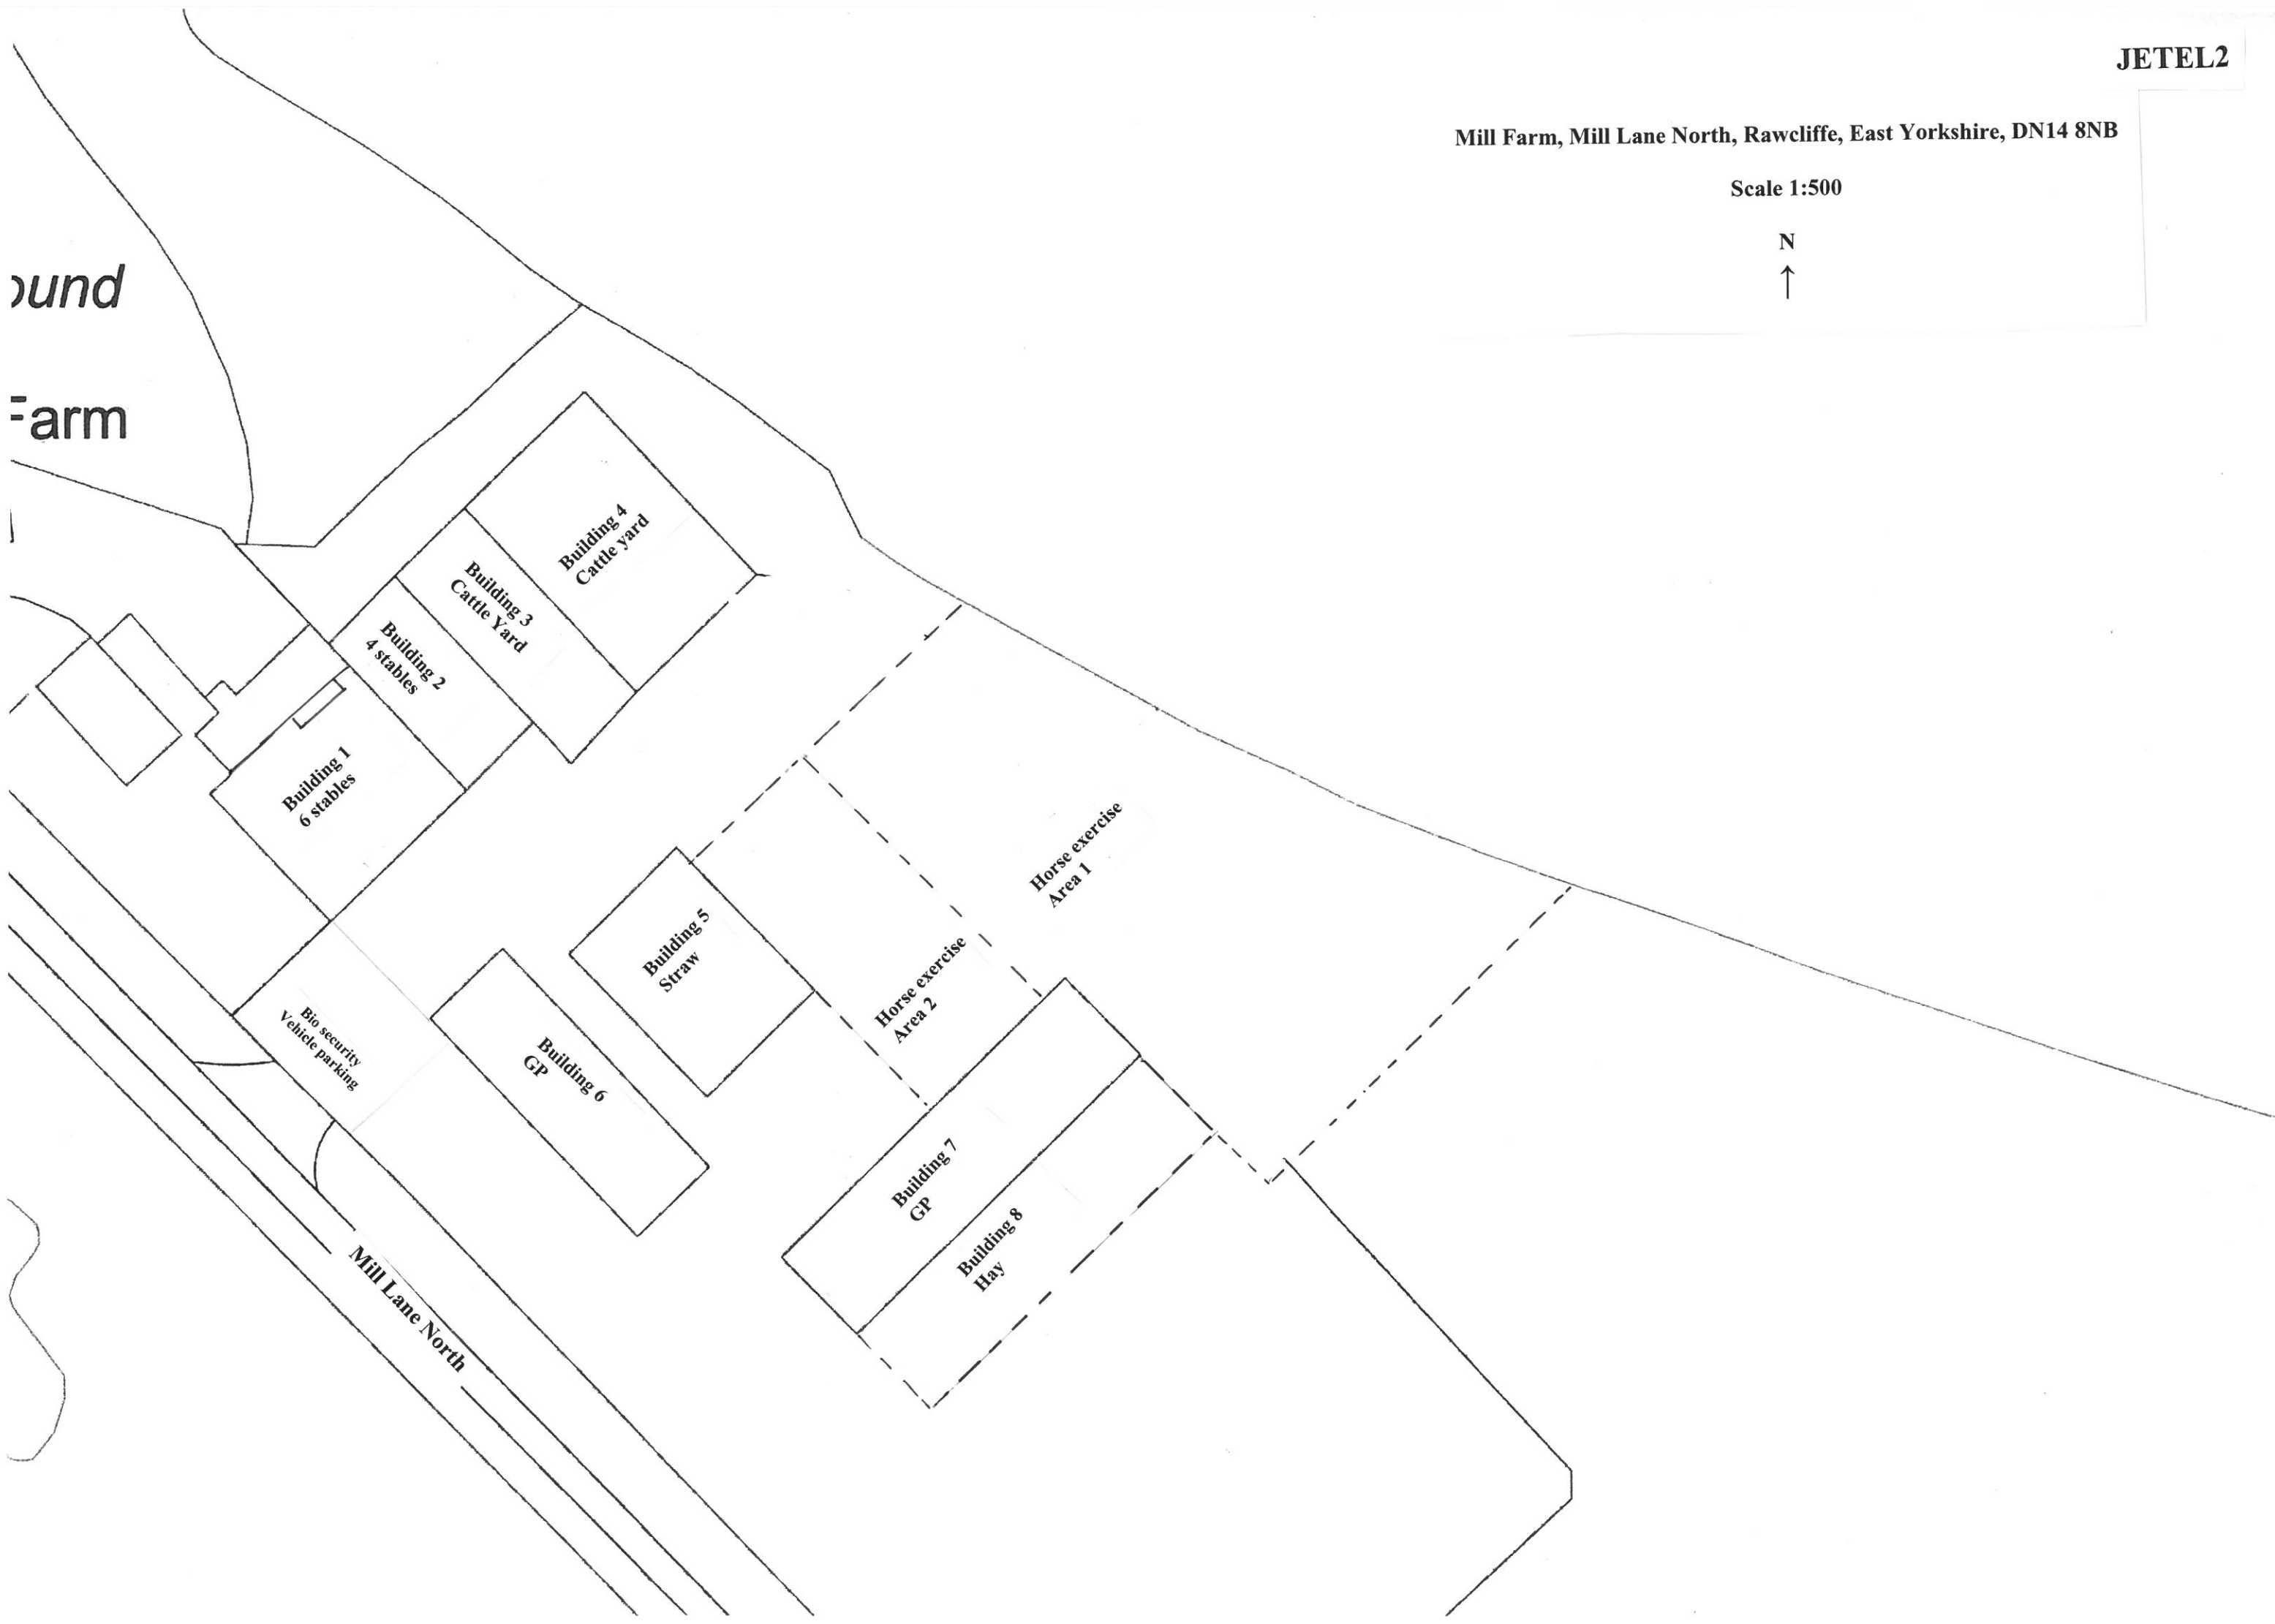 JETEL2
Mill Farm, Mill Lane North, Rawcliffe, East Yorkshire, DN14 8NB
Scale 1:500
N
ound
Farm
Building 4
Cattle yard
Building 3
Cattle Yard
Building 2
4 stables
Building 1
6 stables
Horse exercise
Area 1
Building 5
Straw
Horse exercise
Area 2
Bio security
Vehicle parking
Building 6
GP
Building 7
GP
Building 8
Hay
Mill Lane North